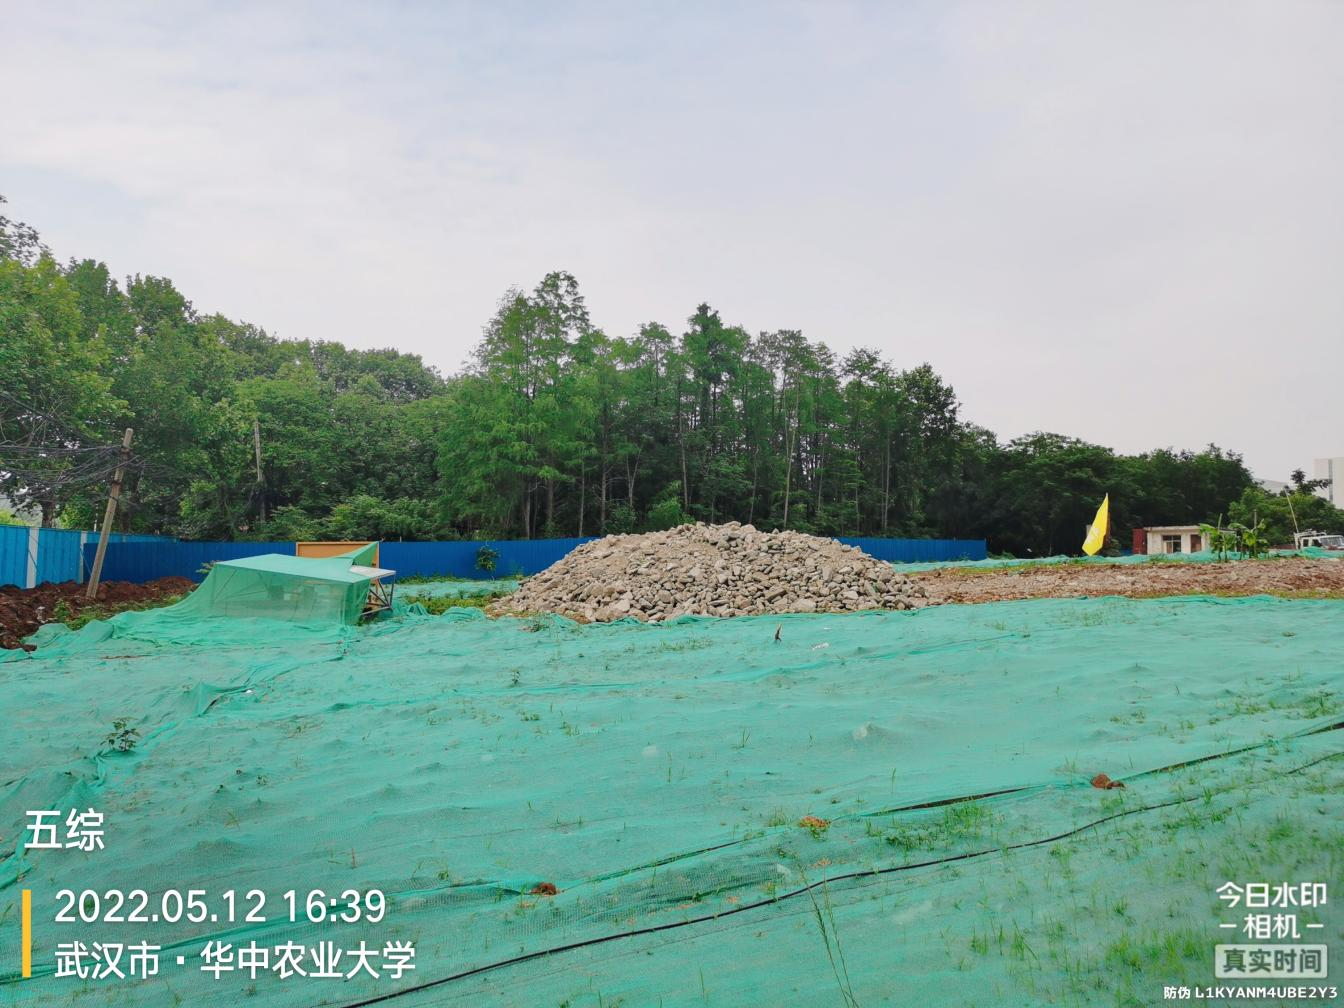 五综
2022.05.12 16:39
武汉市·华中农业大学
今日水印
-相机-
真实时间
防伪 L1KYANM4UBE2Y3